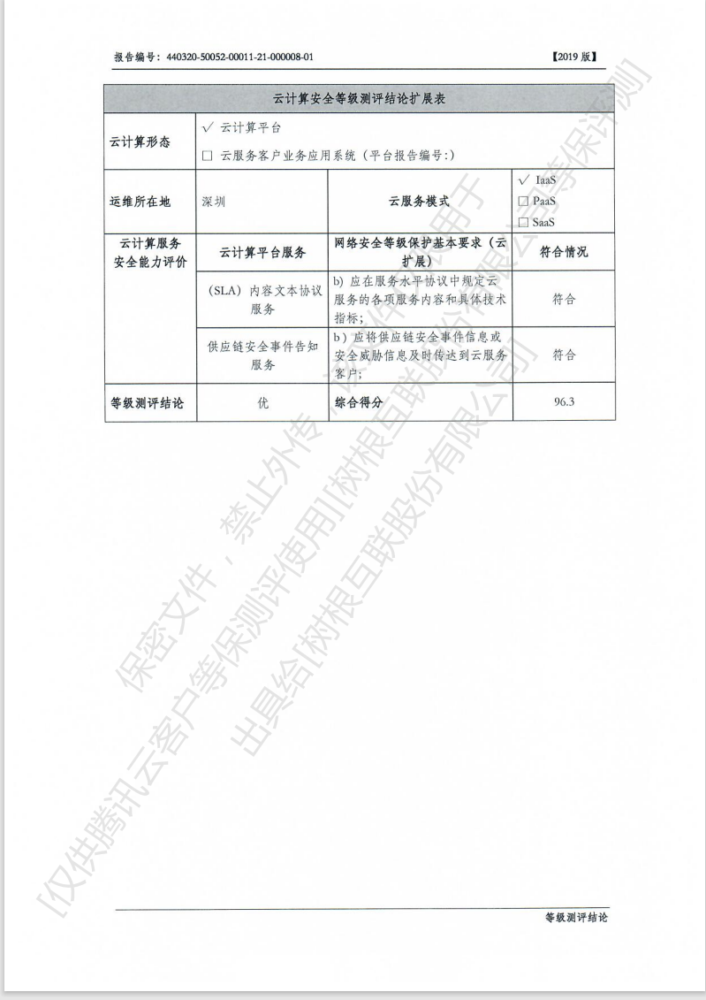 报告编号：440320-50052-00011-21-000008-01
【2019 版】
云计算安全等级测评结论扩展表
云计算形态
√ 云计算平台
□ 云服务客户业务应用系统（平台报告编号:）
运维所在地
深圳
云服务模式
√ IaaS
□ PaaS
□ SaaS
云计算服务
安全能力评价
云计算平台服务
网络安全等级保护基本要求（云
扩展）
符合情况
（SLA）内容文本协议
服务
b）应在服务水平协议中规定云
服务的各项服务内容和具体技术
指标；
符合
供应链安全事件告知
服务
b）应将供应链安全事件信息或
安全威胁信息及时传达到云服务
客户；
符合
等级测评结论
优
综合得分
96.3
保密文件，禁止外传，该文件仅限用于
[仅供腾讯云客户等保测评使用][树根互联股份有限公司等保评测]
出具给[树根互联股份有限公司]
等级测评结论